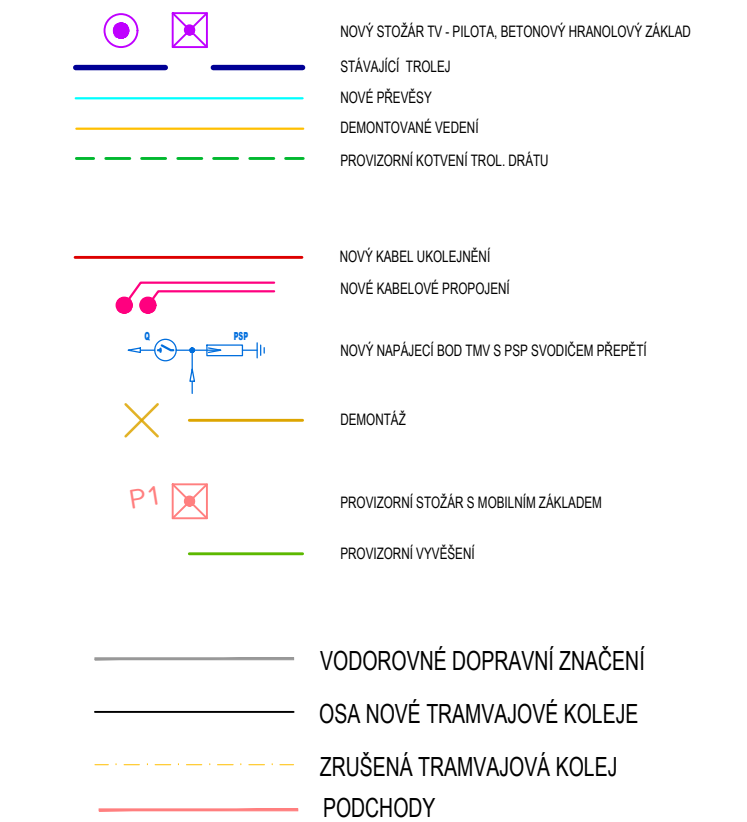 NOVÝ STOŽÁR TV - PILOTA, BETONOVÝ HRANOLOVÝ ZÁKLAD
STÁVAJÍCÍ TROLEJ
NOVÉ PŘEVĚSY
DEMONTOVANÉ VEDENÍ
PROVIZORNÍ KOTVENÍ TROL. DRÁTU
NOVÝ KABEL UKOLEJNĚNÍ
NOVÉ KABELOVÉ PROPOJENÍ
Q PSP
NOVÝ NAPÁJECÍ BOD TMV S PSP SVODIČEM PŘEPĚTÍ
DEMONTÁŽ
P1
PROVIZORNÍ STOŽÁR S MOBILNÍM ZÁKLADEM
PROVIZORNÍ VYVĚŠENÍ
VODOROVNÉ DOPRAVNÍ ZNAČENÍ
OSA NOVÉ TRAMVAJOVÉ KOLEJE
ZRUŠENÁ TRAMVAJOVÁ KOLEJ
PODCHODY